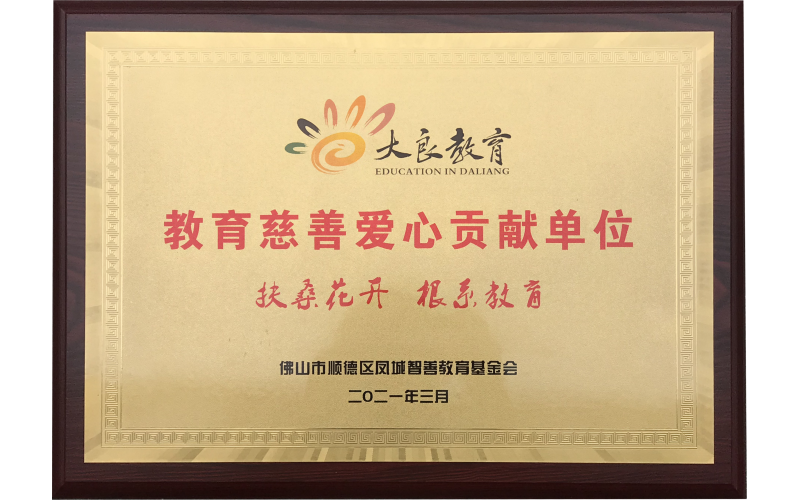 大良教育
EDUCATION IN DALIANG
教育慈善爱心贡献单位
扶桑花开 根系教育
佛山市顺德区凤城智善教育基金会
二〇二一年三月